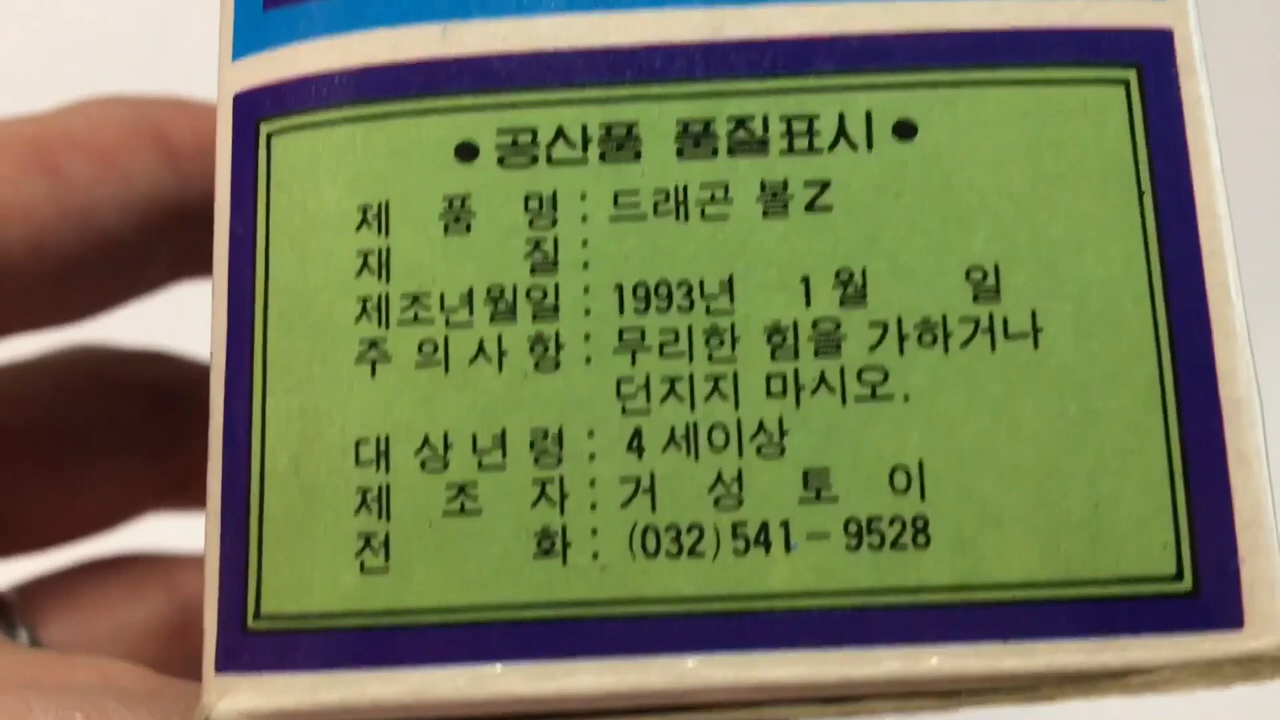 ● 공산품 품질표시 ●
제 품 명 : 드래곤 볼Z
재 질 :
제조년월일 : 1993년 1 월 일
주 의 사 항 : 무리한 힘을 가하거나
던지지 마시오.
대 상 년 령 : 4 세이상
제 조 자 : 거 성 토 이
전 화 : (032)541-9528